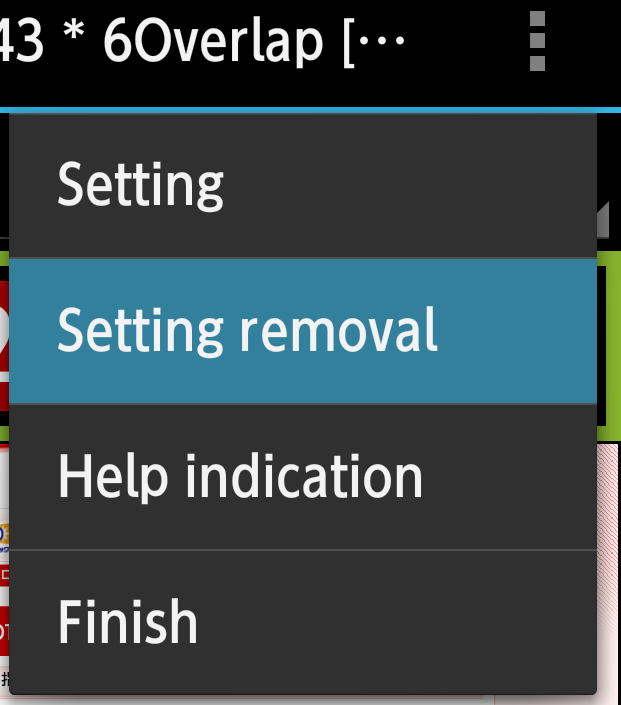 43 * 6Overlap [⋯
Setting
Setting removal
Help indication
Finish